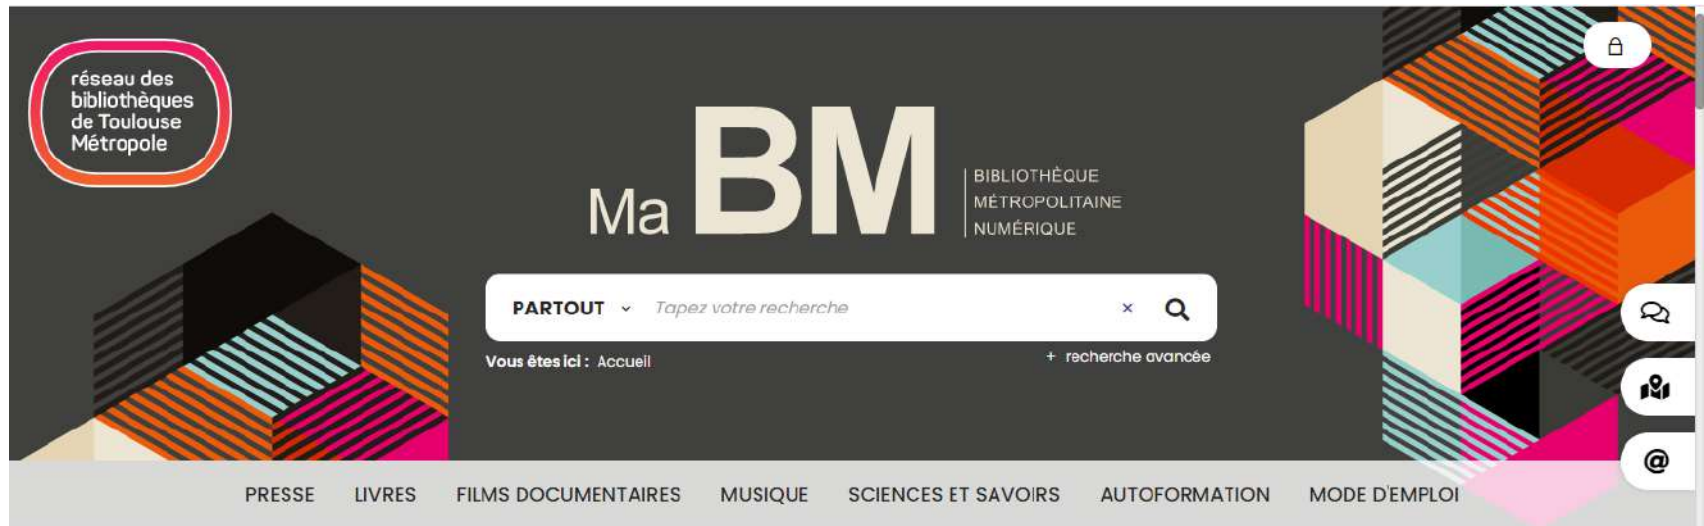 réseau des
bibliothèques
de Toulouse
Métropole
Ma BM
BIBLIOTHÈQUE
MÉTROPOLITAINE
NUMÉRIQUE
PARTOUT Tapez votre recherche
Vous êtes ici : Accueil
+ recherche avancée
PRESSE LIVRES FILMS DOCUMENTAIRES MUSIQUE SCIENCES ET SAVOIRS AUTOFORMATION MODE D'EMPLOI